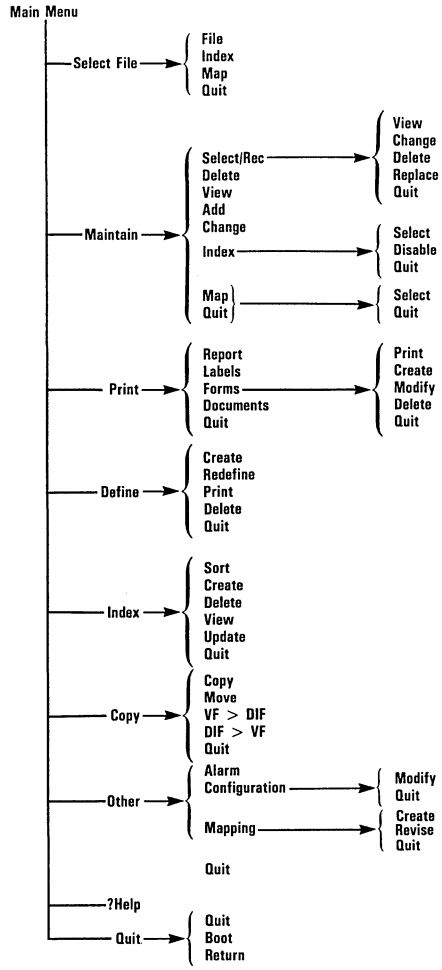 Main Menu
Select File
File
Index
Map
Quit
Maintain
Select/Rec
Delete
View
Add
Change
Index
Map
Quit
View
Change
Delete
Replace
Quit
Select
Disable
Quit
Select
Quit
Print
Report
Labels
Forms
Documents
Quit
Print
Create
Modify
Delete
Quit
Define
Create
Redefine
Print
Delete
Quit
Index
Sort
Create
Delete
View
Update
Quit
Copy
Copy
Move
VF > DIF
DIF > VF
Quit
Other
Alarm
Configuration
Mapping
Quit
Modify
Quit
Create
Revise
Quit
?Help
Quit
Quit
Boot
Return